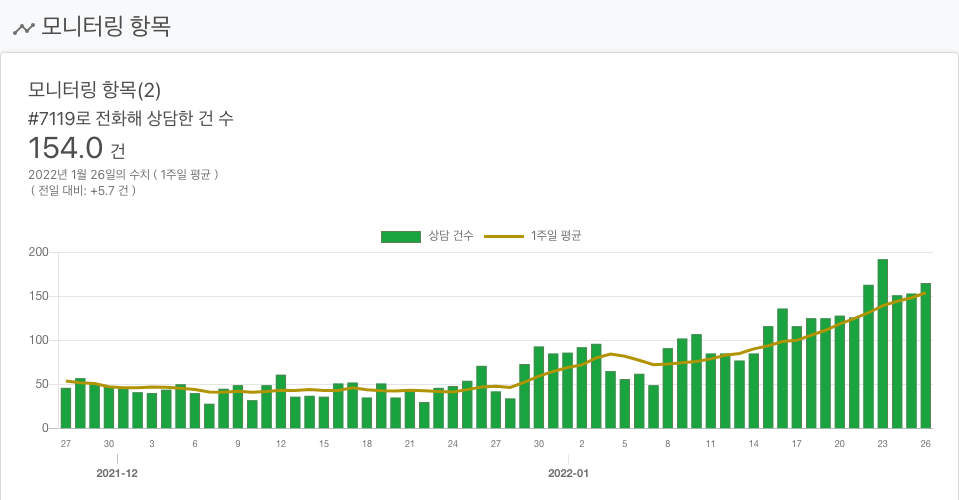 모니터링 항목
모니터링 항목(2)
#7119로 전화해 상담한 건 수
154.0 건
2022년 1월 26일의 수치 ( 1주일 평균 )
( 전일 대비: +5.7 건 )
상담 건수 1주일 평균
200
150
100
50
0
27 30 3 6 9 12 15 18 21 24 27 30 2 5 8 11 14 17 20 23 26
2021-12 2022-01